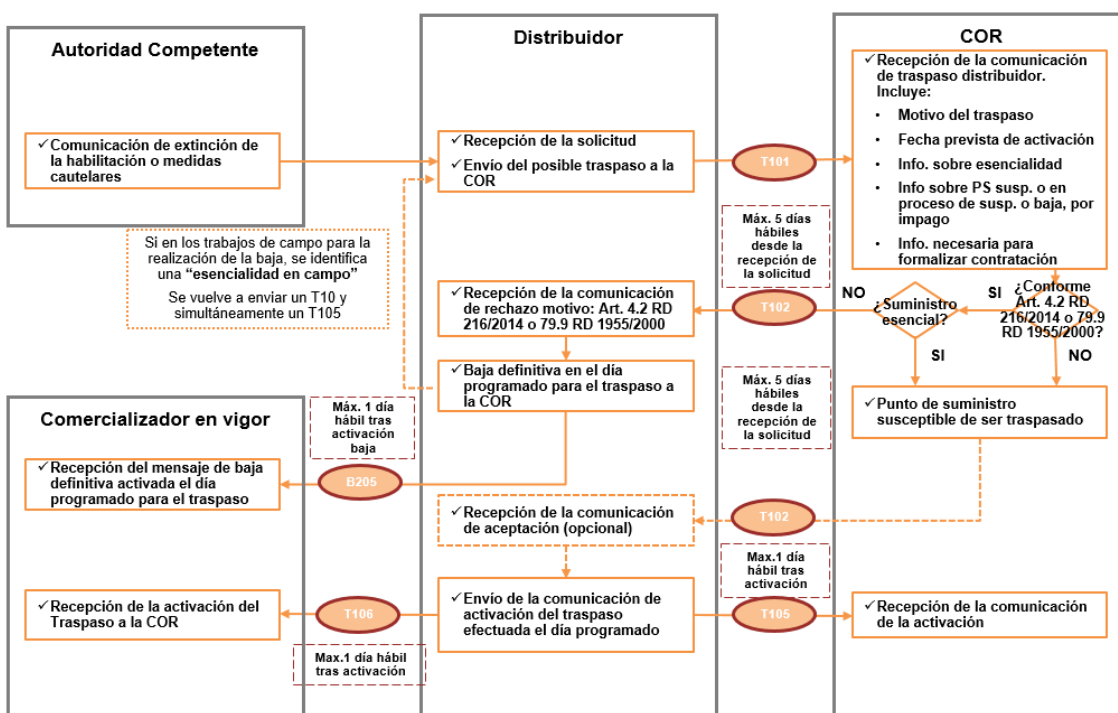 Autoridad Competente
✓Comunicación de extinción de
la habilitación o medidas
cautelares
Si en los trabajos de campo para la
realización de la baja, se identifica
una “esencialidad en campo”
Se vuelve a enviar un T10 y
simultáneamente un T105
Comercializador en vigor
✓Recepción del mensaje de baja
definitiva activada el día
programado para el traspaso
✓Recepción de la activación del
Traspaso a la COR
Máx. 1 día
hábil tras
activación
baja
B205
T106
Max.1 día hábil
tras activación
Distribuidor
✓Recepción de la solicitud
✓Envío del posible traspaso a la
COR
✓Recepción de la comunicación
de rechazo motivo: Art. 4.2 RD
216/2014 o 79.9 RD 1955/2000
✓Baja definitiva en el día
programado para el traspaso a
la COR
✓Recepción de la comunicación
de aceptación (opcional)
✓Envío de la comunicación de
activación del traspaso
efectuada el día programado
T101
Máx. 5 días
hábiles
desde la
recepción de
la solicitud
T102
Máx. 5 días
hábiles
desde la
recepción de
la solicitud
T102
Max.1 día
hábil tras
activación
T105
COR
✓Recepción de la comunicación
de traspaso distribuidor.
Incluye:
• Motivo del traspaso
• Fecha prevista de activación
• Info. sobre esencialidad
• Info sobre PS susp. o en
proceso de susp. o baja, por
impago
• Info. necesaria para
formalizar contratación
NO
¿Suministro
esencial?
SI
SI
¿Conforme
Art. 4.2 RD
216/2014 o 79.9
RD 1955/2000?
NO
✓Punto de suministro
susceptible de ser traspasado
✓Recepción de la comunicación
de la activación